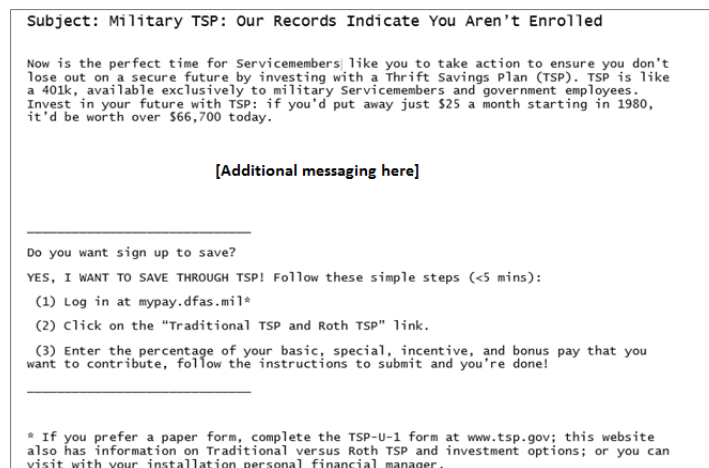 Subject: Military TSP: Our Records Indicate You Aren’t Enrolled
Now is the perfect time for Servicemembers like you to take action to ensure you don’t
lose out on a secure future by investing with a Thrift Savings Plan (TSP). TSP is like
a 401k, available exclusively to military Servicemembers and government employees.
Invest in your future with TSP: if you’d put away just $25 a month starting in 1980,
it’d be worth over $66,700 today.
[Additional messaging here]
______________________________
Do you want sign up to save?
YES, I WANT TO SAVE THROUGH TSP! Follow these simple steps (<5 mins):
(1) Log in at mypay.dfas.mil*
(2) Click on the “Traditional TSP and Roth TSP” link.
(3) Enter the percentage of your basic, special, incentive, and bonus pay that you
want to contribute, follow the instructions to submit and you're done!
______________________________
* If you prefer a paper form, complete the TSP-U-1 form at www.tsp.gov; this website
also has information on Traditional versus Roth TSP and investment options; or you can
visit with your installation personal financial manager.